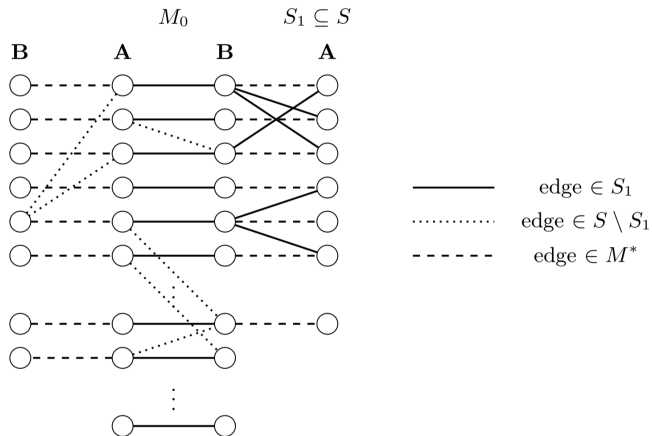 M₀ S₁ ⊆ S
B A B A
edge ∈ S₁
edge ∈ S \ S₁
edge ∈ M*